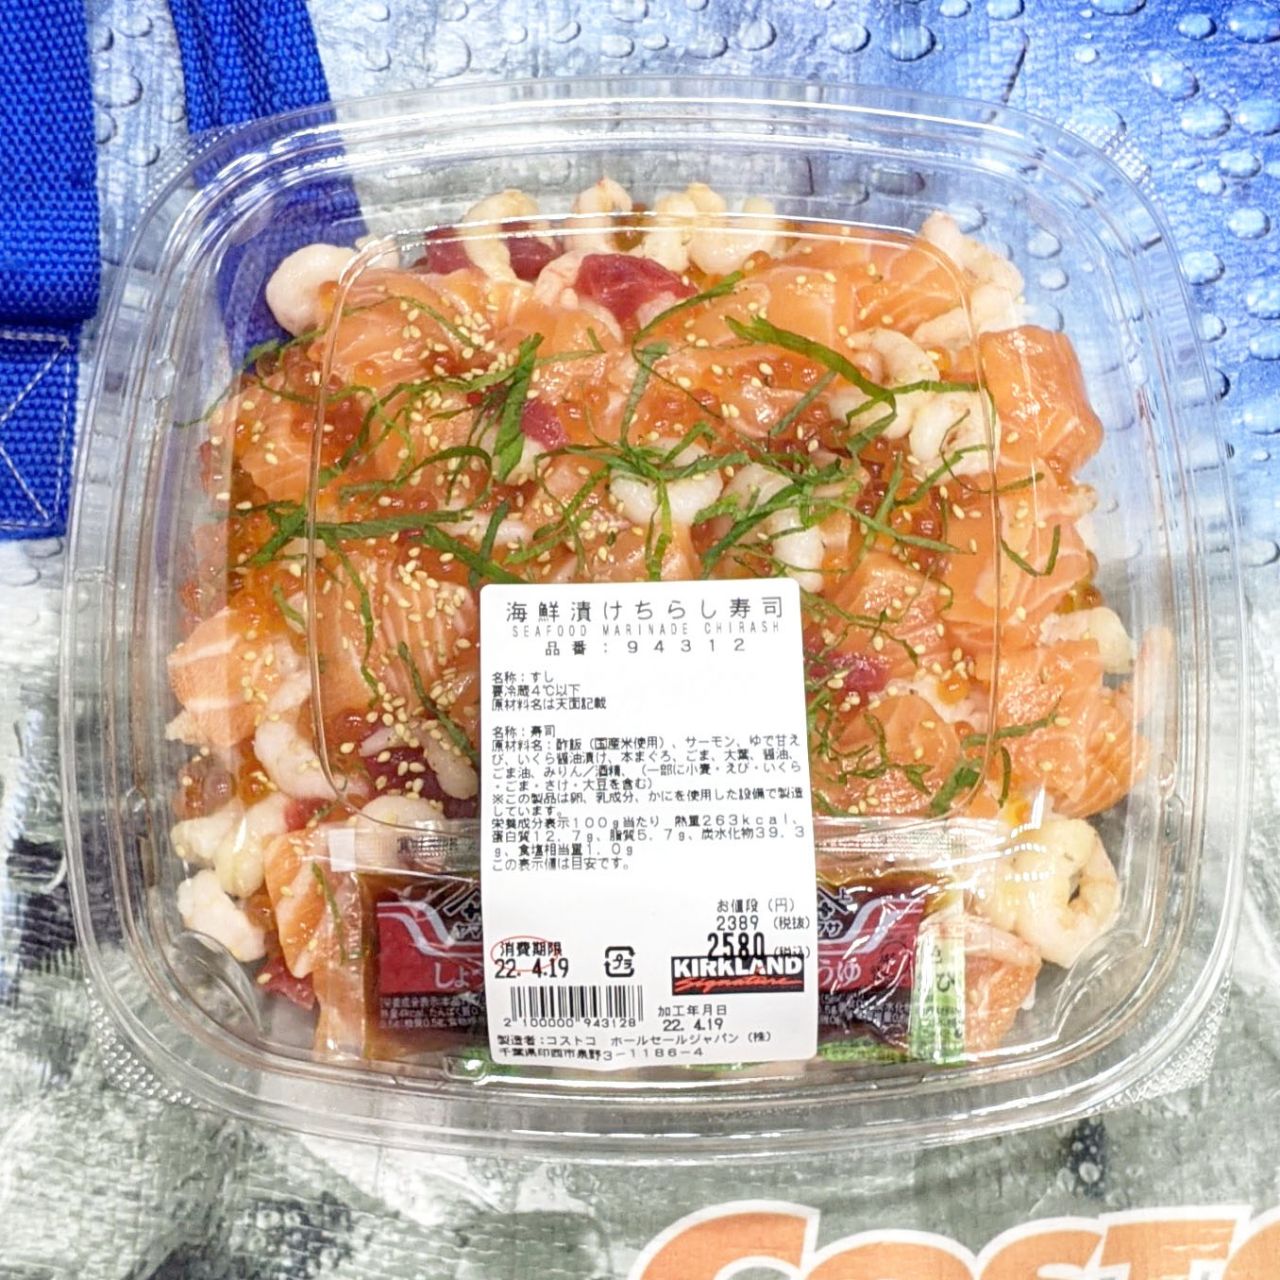 海鮮漬けちらし寿司
SEAFOOD MARINADE CHIRASH
品番:94312
名称:すし
要冷蔵4℃以下
原材料名は天面記載
名称:寿司
原材料名:酢飯(国産米使用)、サーモン、ゆで甘え
び、いくら醤油漬け、本まぐろ、ごま、大葉、醤油、
ごま油、みりん/酒精、(一部に小麦・えび・いくら
・ごま・さけ・大豆を含む)
※この製品は卵、乳成分、かにを使用した設備で製造
しています。
栄養成分表示100g当たり 熱量263kcal、
蛋白質12.7g、脂質5.7g、炭水化物39.3
g、食塩相当量1.0g
この表示値は目安です。
お値段(円)
2389(税抜)
2580(税込)
消費期限
22. 4.19
プラ
KIRKLAND
Signature
2 100000 943128
加工年月日
22. 4.19
製造者:コストコ ホールセールジャパン(株)
千葉県印西市泉野3-1186-4
しょ
うゆ
COSTC